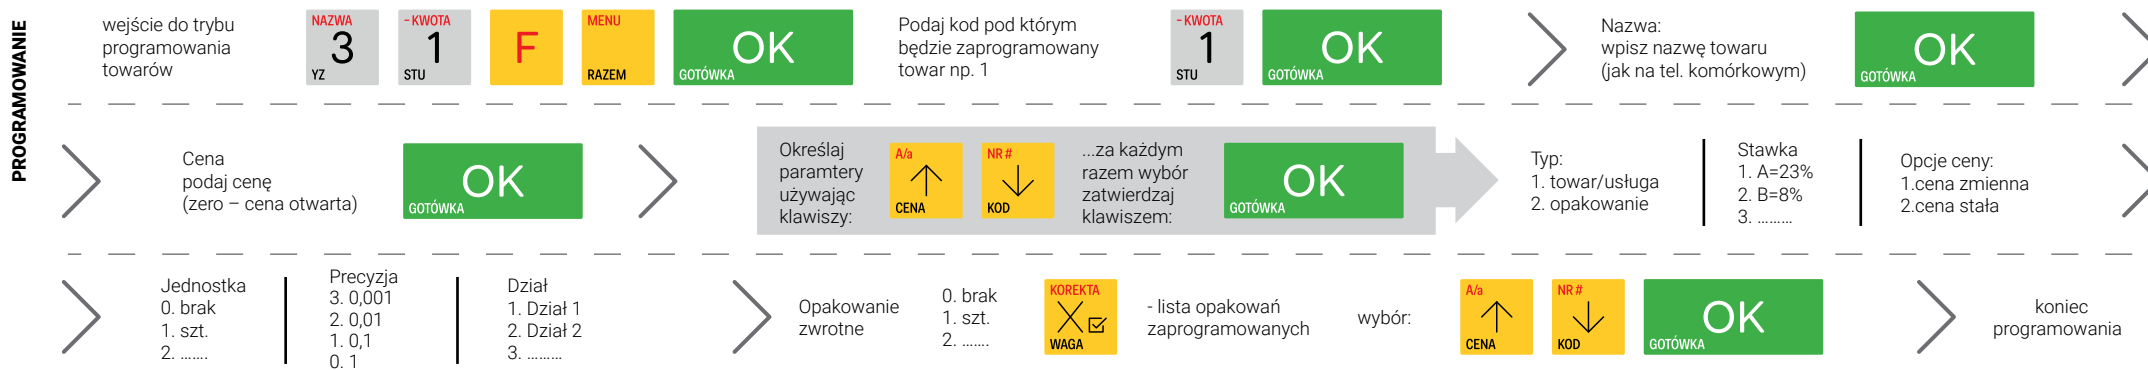 PROGRAMOWANIE
wejście do trybu
programowania
towarów
NAZWA
3
YZ
- KWOTA
1
STU
F
MENU
RAZEM
OK
GOTÓWKA
Podaj kod pod którym
będzie zaprogramowany
towar np. 1
- KWOTA
1
STU
OK
GOTÓWKA
Nazwa:
wpisz nazwę towaru
(jak na tel. komórkowym)
OK
GOTÓWKA
Cena
podaj cenę
(zero – cena otwarta)
OK
GOTÓWKA
Określaj
paramtery
używając
klawiszy:
A/a
CENA
NR #
KOD
...za każdym
razem wybór
zatwierdzaj
klawiszem:
OK
GOTÓWKA
Typ:
1. towar/usługa
2. opakowanie
Stawka
1. A=23%
2. B=8%
3. .........
Opcje ceny:
1.cena zmienna
2.cena stała
Jednostka
0. brak
1. szt.
2. .......
Precyzja
3. 0,001
2. 0,01
1. 0,1
0. 1
Dział
1. Dział 1
2. Dział 2
3. .........
Opakowanie
zwrotne
0. brak
1. szt.
2. .......
KOREKTA
X
WAGA
- lista opakowań
zaprogramowanych
wybór:
A/a
CENA
NR #
KOD
OK
GOTÓWKA
koniec
programowania